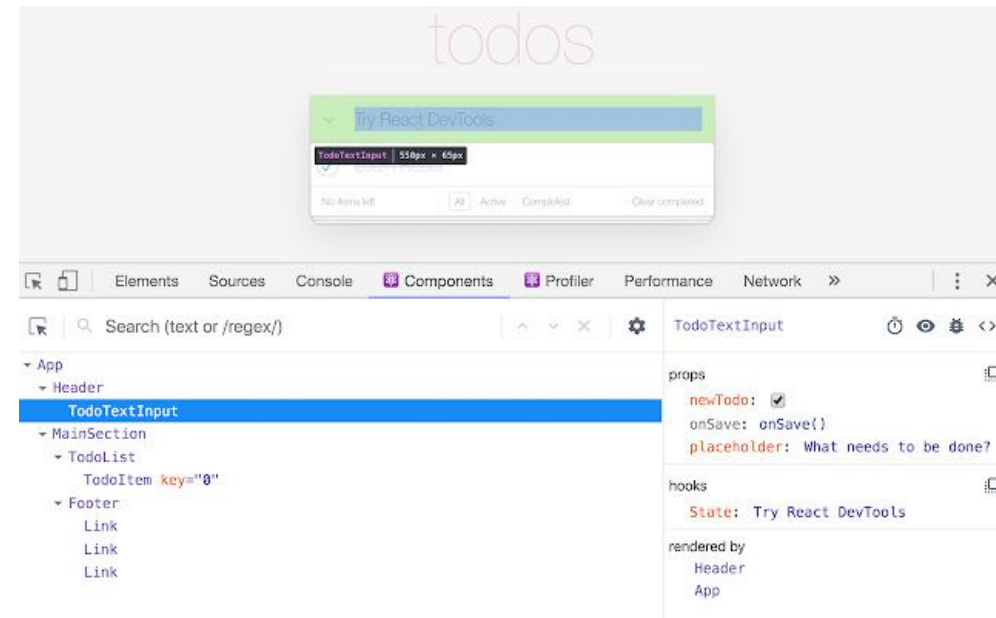 todos
Try React DevTools
TodoTextInput | 550px × 65px
No items left All Active Completed Clear completed
Elements Sources Console Components Profiler Performance Network »
Search (text or /regex/)
App
Header
TodoTextInput
MainSection
TodoList
TodoItem key="0"
Footer
Link
Link
Link
TodoTextInput
props
newTodo:
onSave: onSave()
placeholder: What needs to be done?
hooks
State: Try React DevTools
rendered by
Header
App